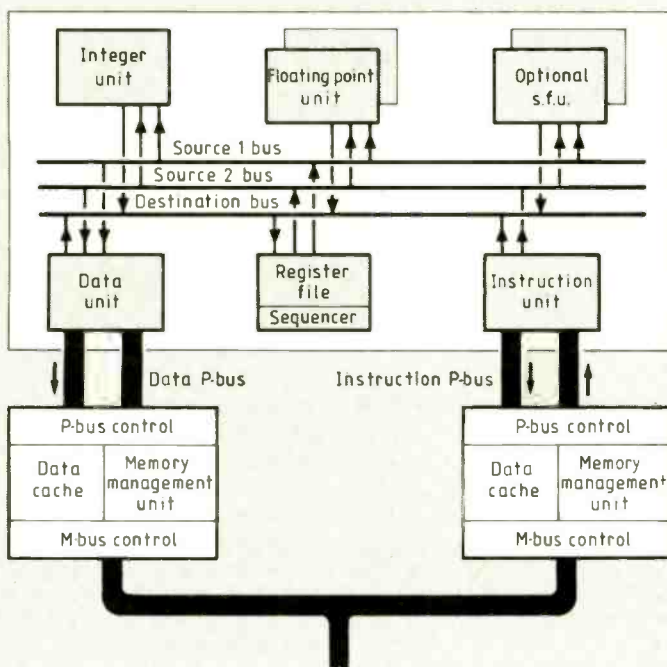 Integer
unit
Floating point
unit
Optional
s.f.u.
Source 1 bus
Source 2 bus
Destination bus
Data
unit
Register
file
Sequencer
Instruction
unit
Data P-bus
Instruction P-bus
P-bus control
Data
cache
Memory
management
unit
M-bus control
P-bus control
Data
cache
Memory
management
unit
M-bus control